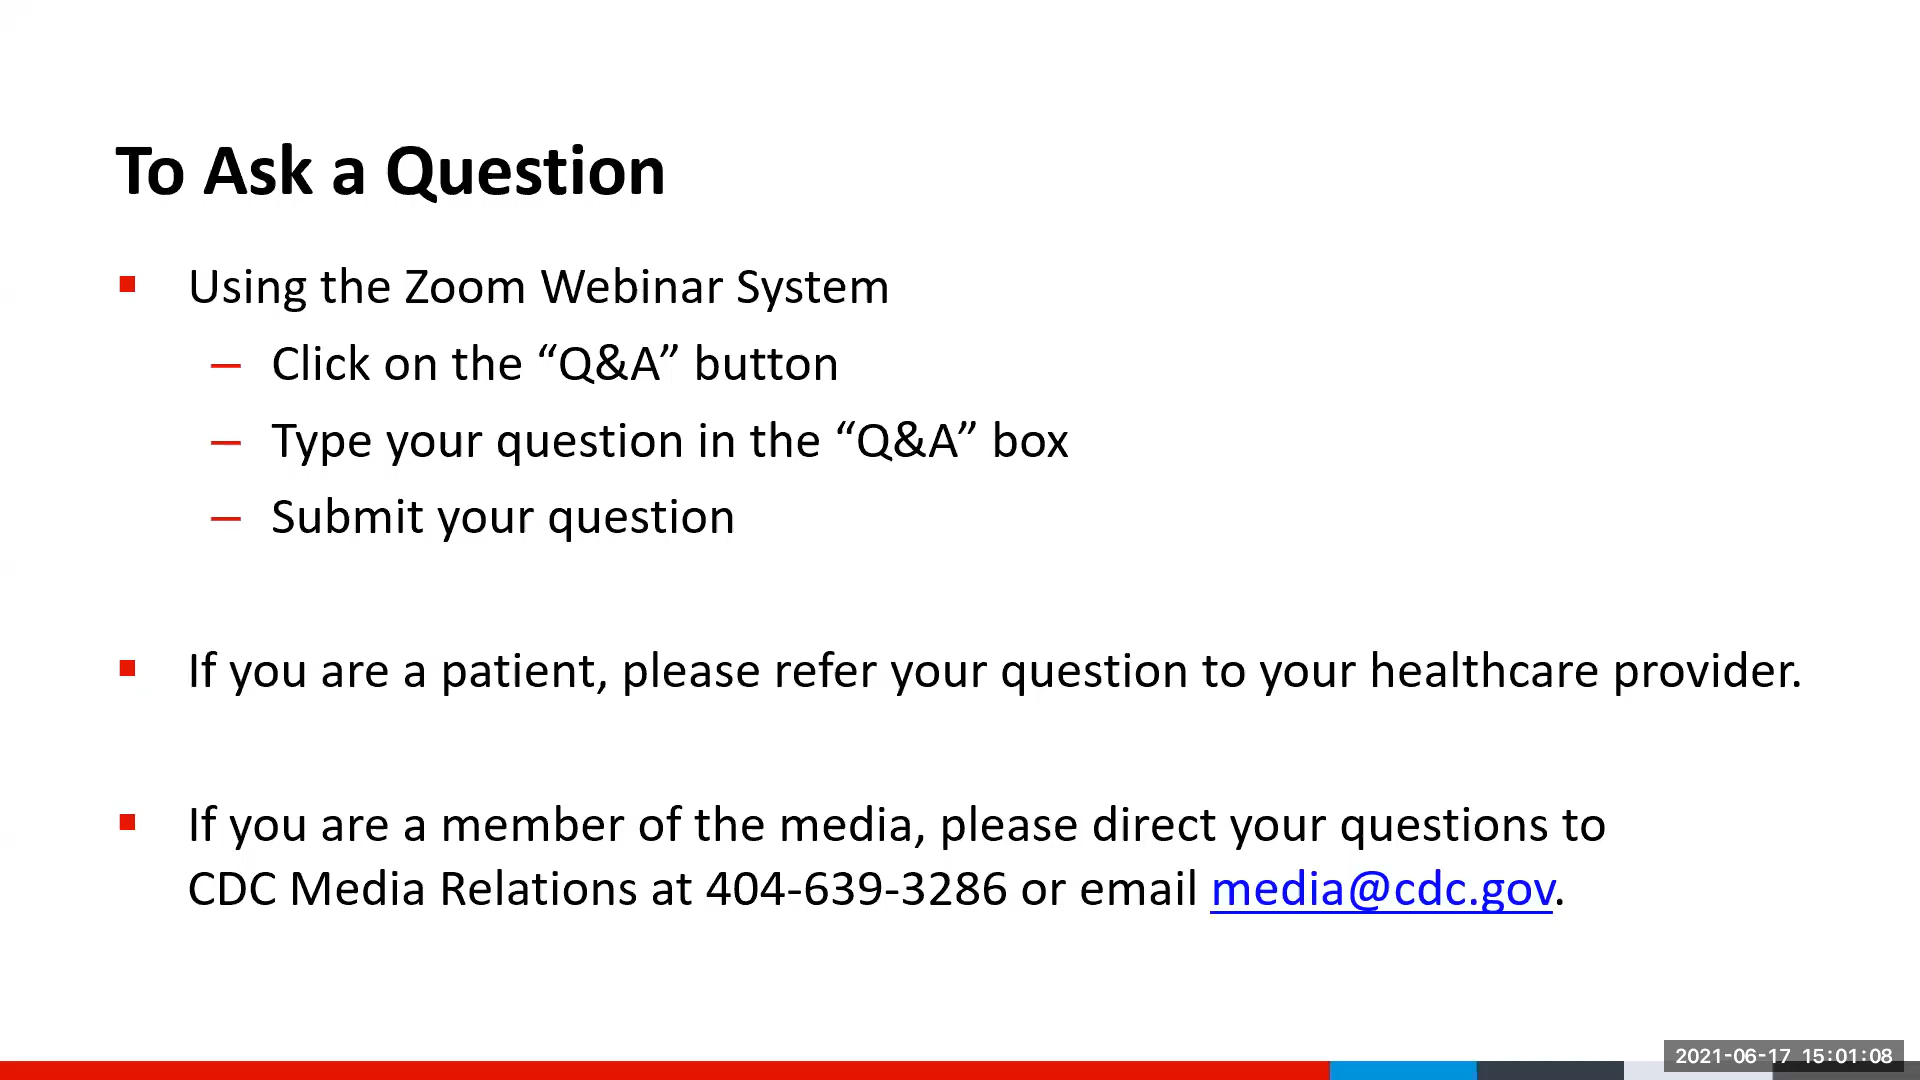 To Ask a Question
▪ Using the Zoom Webinar System
– Click on the “Q&A” button
– Type your question in the “Q&A” box
– Submit your question
▪ If you are a patient, please refer your question to your healthcare provider.
▪ If you are a member of the media, please direct your questions to
CDC Media Relations at 404-639-3286 or email media@cdc.gov.
2021-06-17 15:01:08